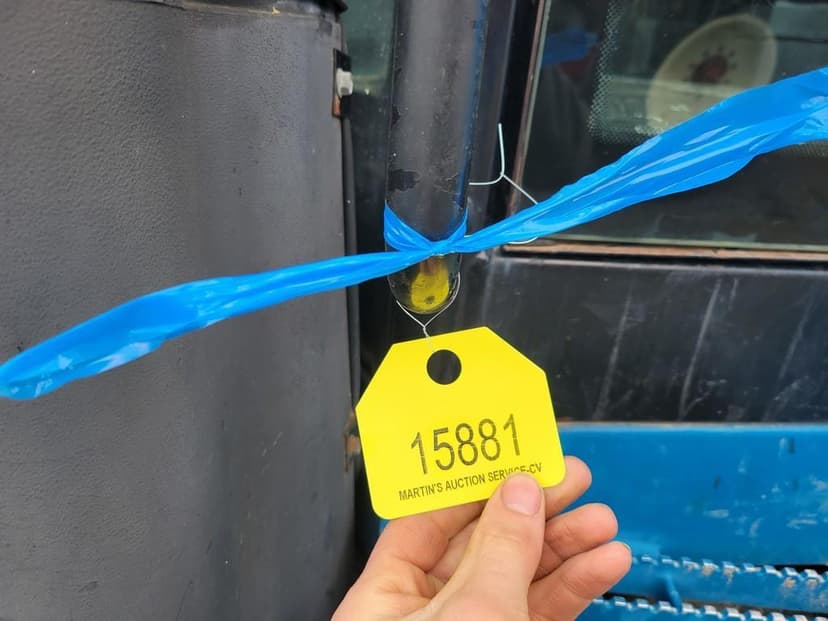 15881
MARTIN'S AUCTION SERVICE-CV